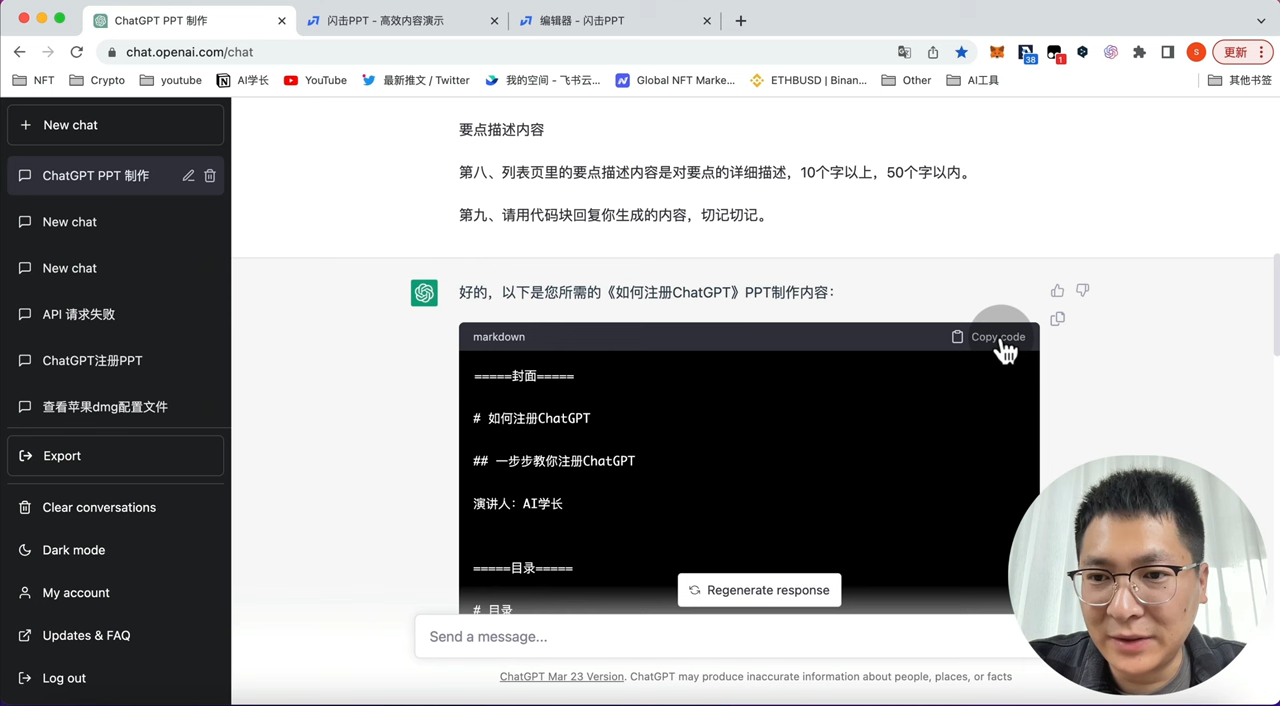 ChatGPT PPT 制作
闪击PPT - 高效内容演示
编辑器 - 闪击PPT
chat.openai.com/chat
38
1
S
更新
NFT
Crypto
youtube
AI学长
YouTube
最新推文 / Twitter
我的空间 - 飞书云...
Global NFT Marke...
ETHBUSD | Binan...
Other
AI工具
其他书签
New chat
ChatGPT PPT 制作
New chat
New chat
API 请求失败
ChatGPT注册PPT
查看苹果dmg配置文件
Export
Clear conversations
Dark mode
My account
Updates & FAQ
Log out
要点描述内容
第八、列表页里的要点描述内容是对要点的详细描述，10个字以上，50个字以内。
第九、请用代码块回复你生成的内容，切记切记。
好的，以下是您所需的《如何注册ChatGPT》PPT制作内容：
markdown
Copy code
=====封面=====
# 如何注册ChatGPT
## 一步步教你注册ChatGPT
演讲人：AI学长
=====目录=====
# 目录
Regenerate response
Send a message...
ChatGPT Mar 23 Version. ChatGPT may produce inaccurate information about people, places, or facts